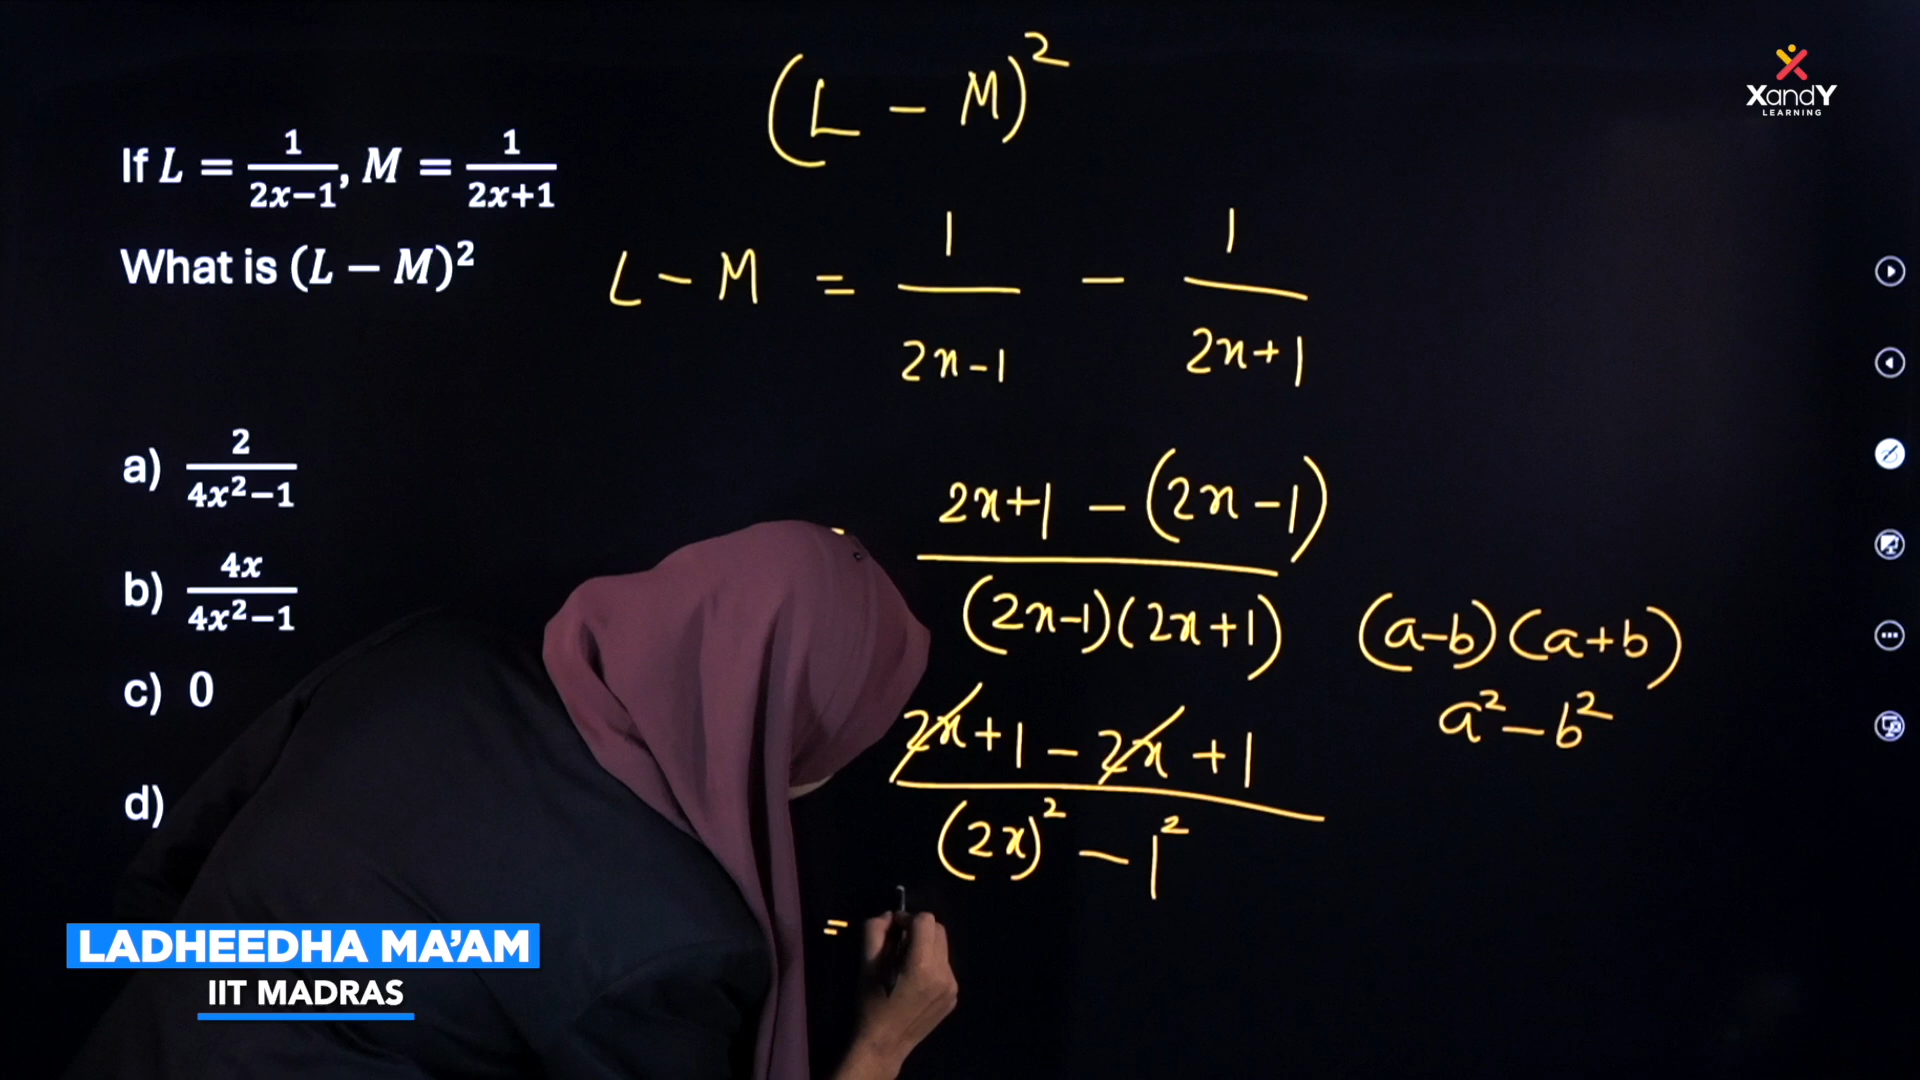 XandY
LEARNING
If L = 1/(2x−1), M = 1/(2x+1)
What is (L − M)²
a) 2/(4x²−1)
b) 4x/(4x²−1)
c) 0
d)
(L − M)²
L − M = 1/(2x−1) − 1/(2x+1)
(2x+1 − (2x−1))/((2x−1)(2x+1))
(a−b)(a+b)
a²−b²
(2x+1 − 2x+1)/((2x)² − 1²)
=
LADHEEDHA MA’AM
IIT MADRAS